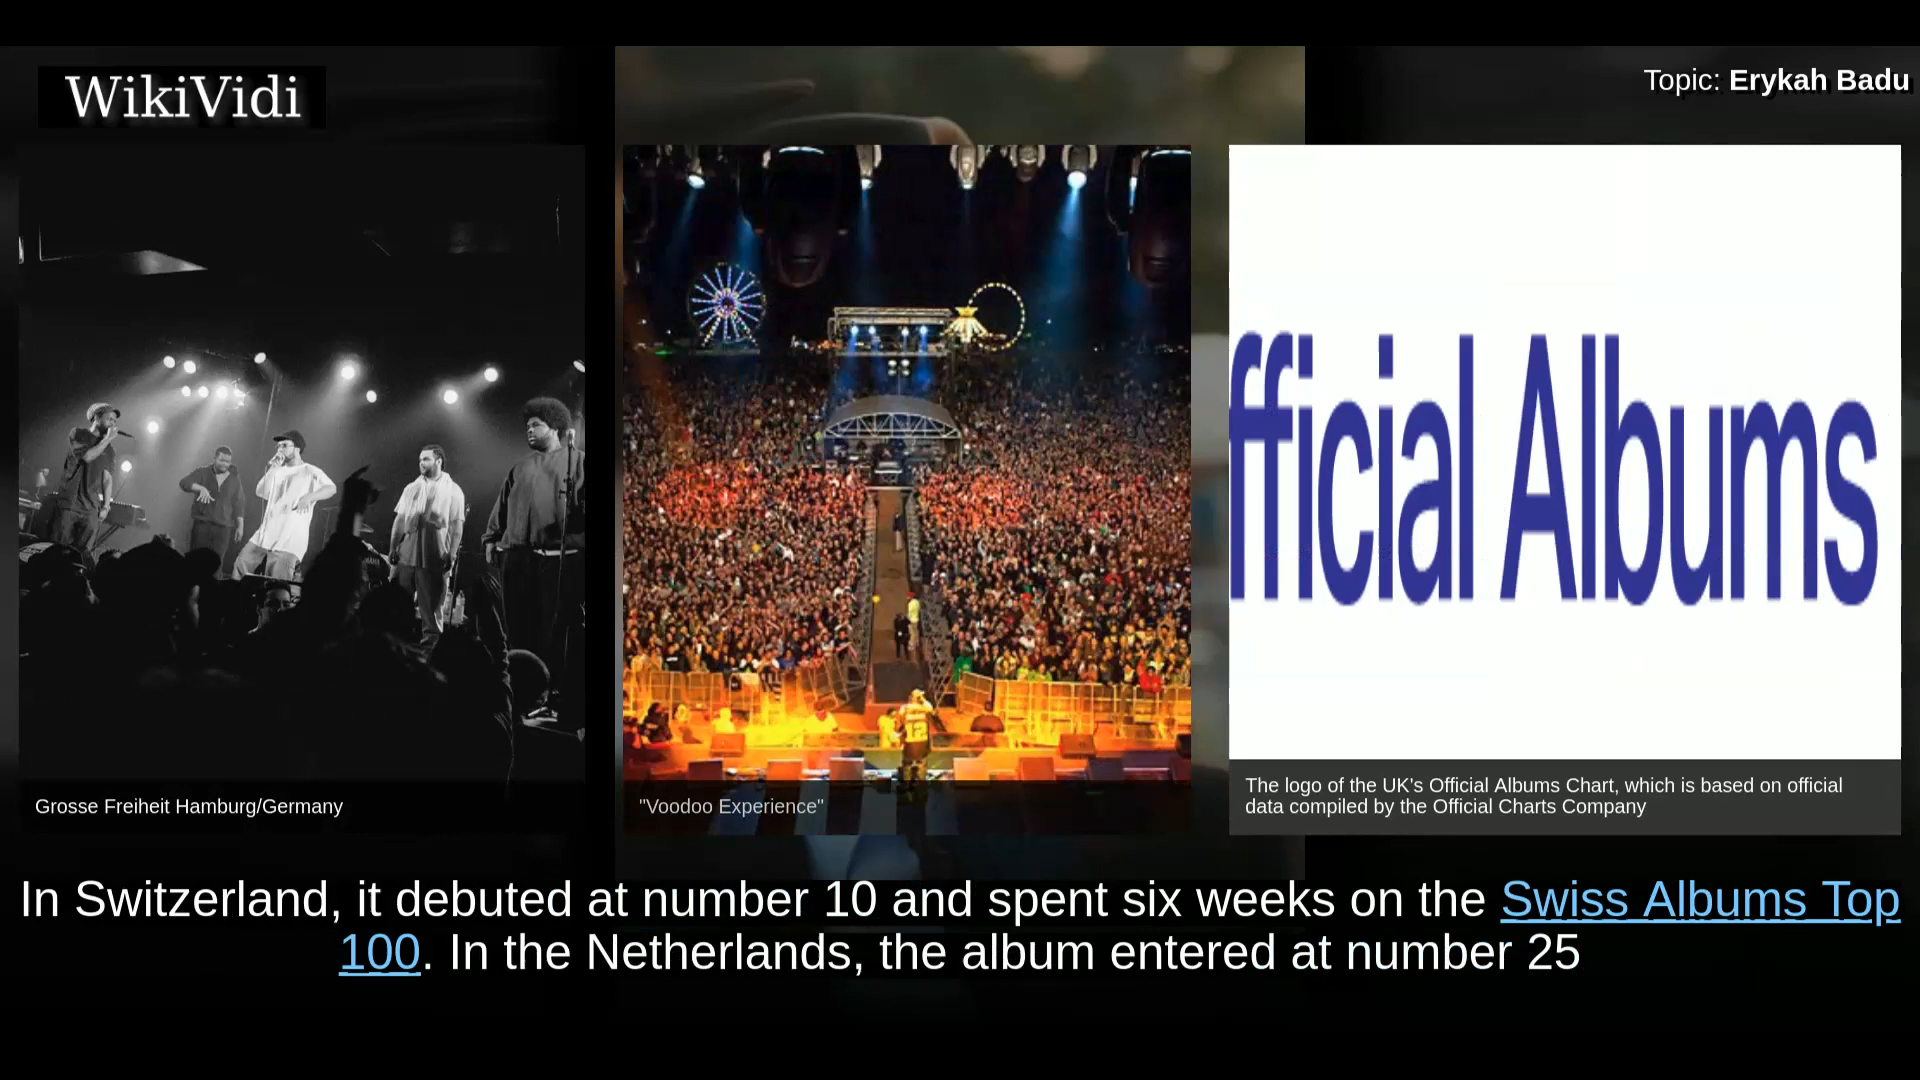 WikiVidi
Topic: Erykah Badu
fficial Albums
Grosse Freiheit Hamburg/Germany
"Voodoo Experience"
The logo of the UK's Official Albums Chart, which is based on official
data compiled by the Official Charts Company
In Switzerland, it debuted at number 10 and spent six weeks on the Swiss Albums Top
100. In the Netherlands, the album entered at number 25